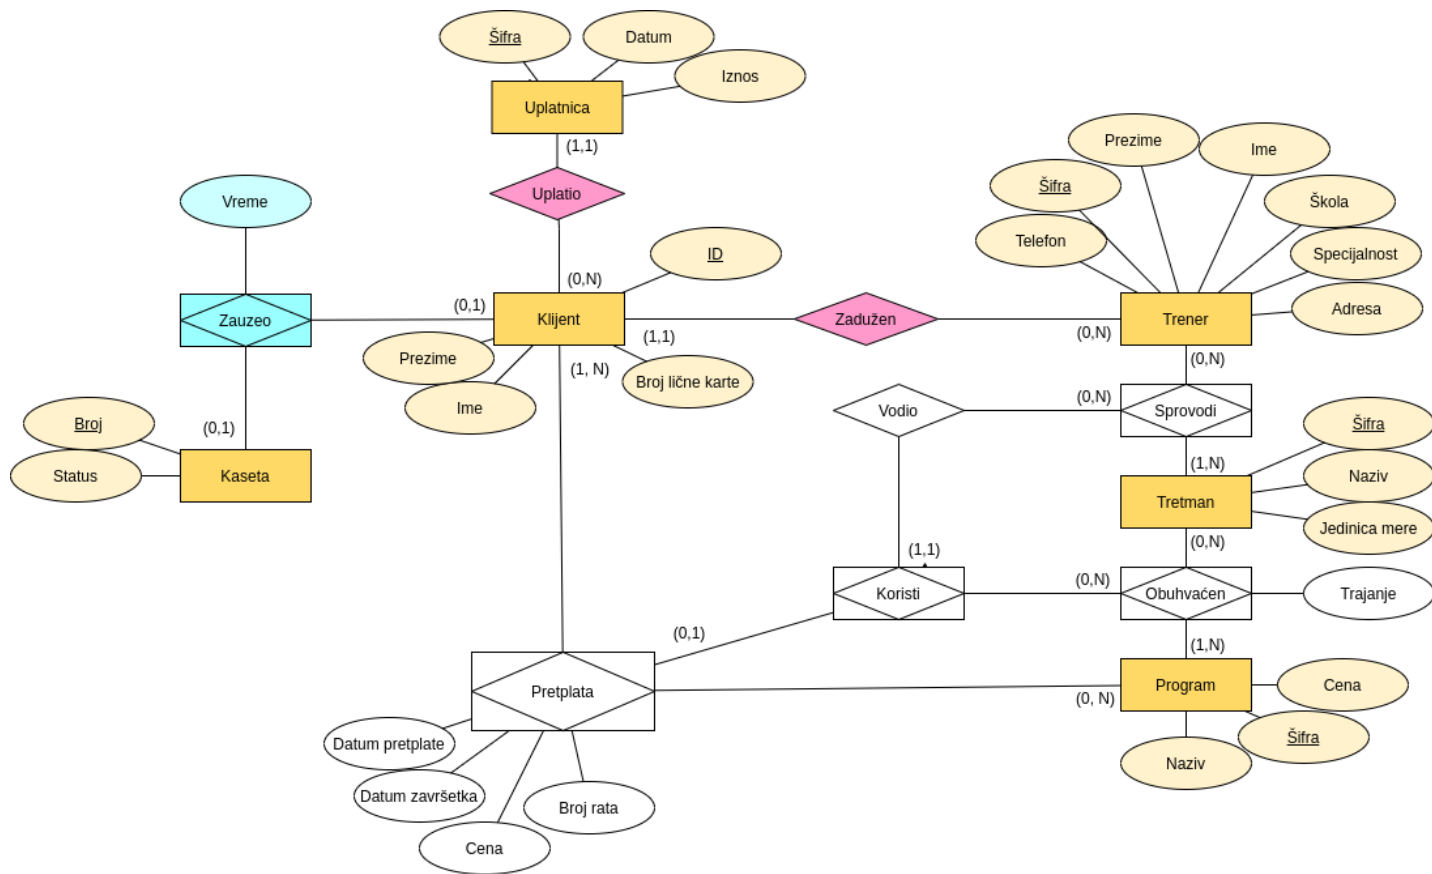 Šifra
Datum
Iznos
Uplatnica
(1,1)
Uplatio
(0,N)
Vreme
ID
Zauzeo
(0,1)
Klijent
(1,1)
Zadužen
(0,N)
Trener
Prezime
Ime
Šifra
Škola
Telefon
Specijalnost
Adresa
Prezime
(1, N)
Broj lične karte
Ime
(0,N)
Vodio
(0,N)
Sprovodi
Broj
(0,1)
Status
Kaseta
Šifra
(1,N)
Naziv
Tretman
Jedinica mere
(0,N)
(1,1)
Koristi
(0,N)
Obuhvaćen
Trajanje
(0,1)
(1,N)
Pretplata
(0, N)
Program
Cena
Šifra
Naziv
Datum pretplate
Datum završetka
Broj rata
Cena